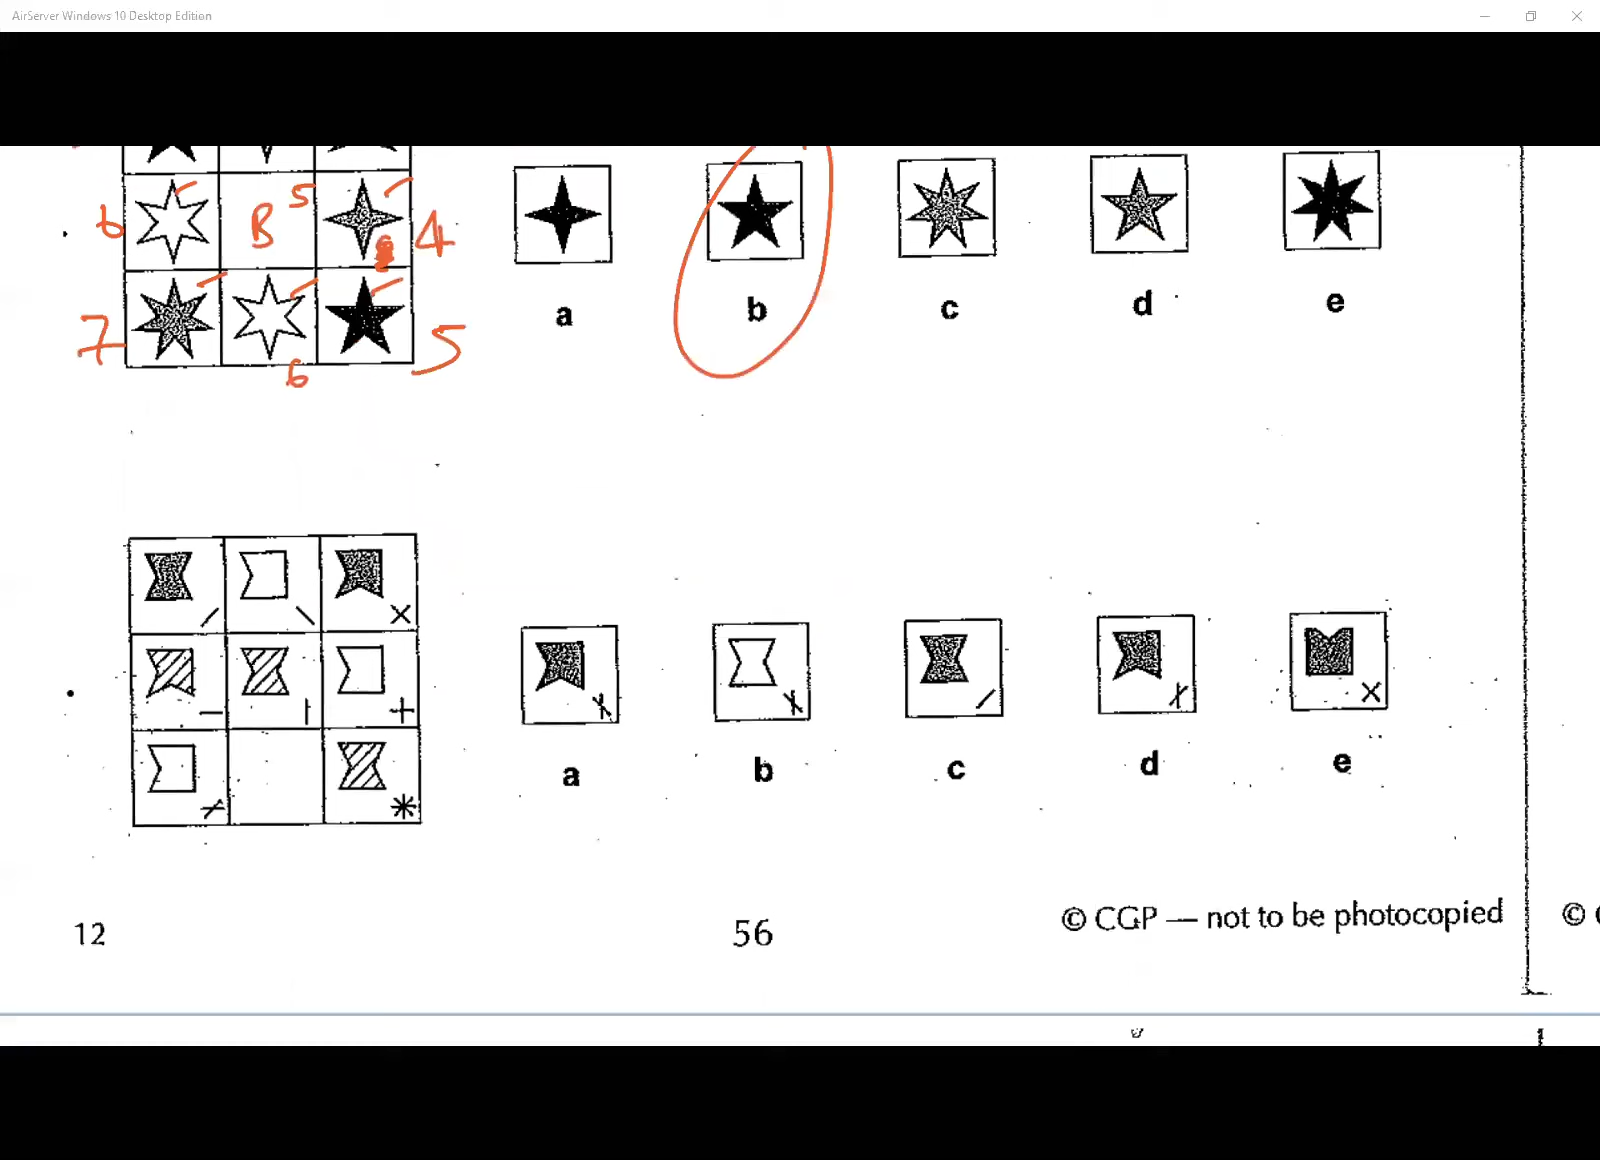 AirServer Windows 10 Desktop Edition
6 B 5 4
7 6 5
a b c d e
a b c d e
12 56 © CGP — not to be photocopied ©